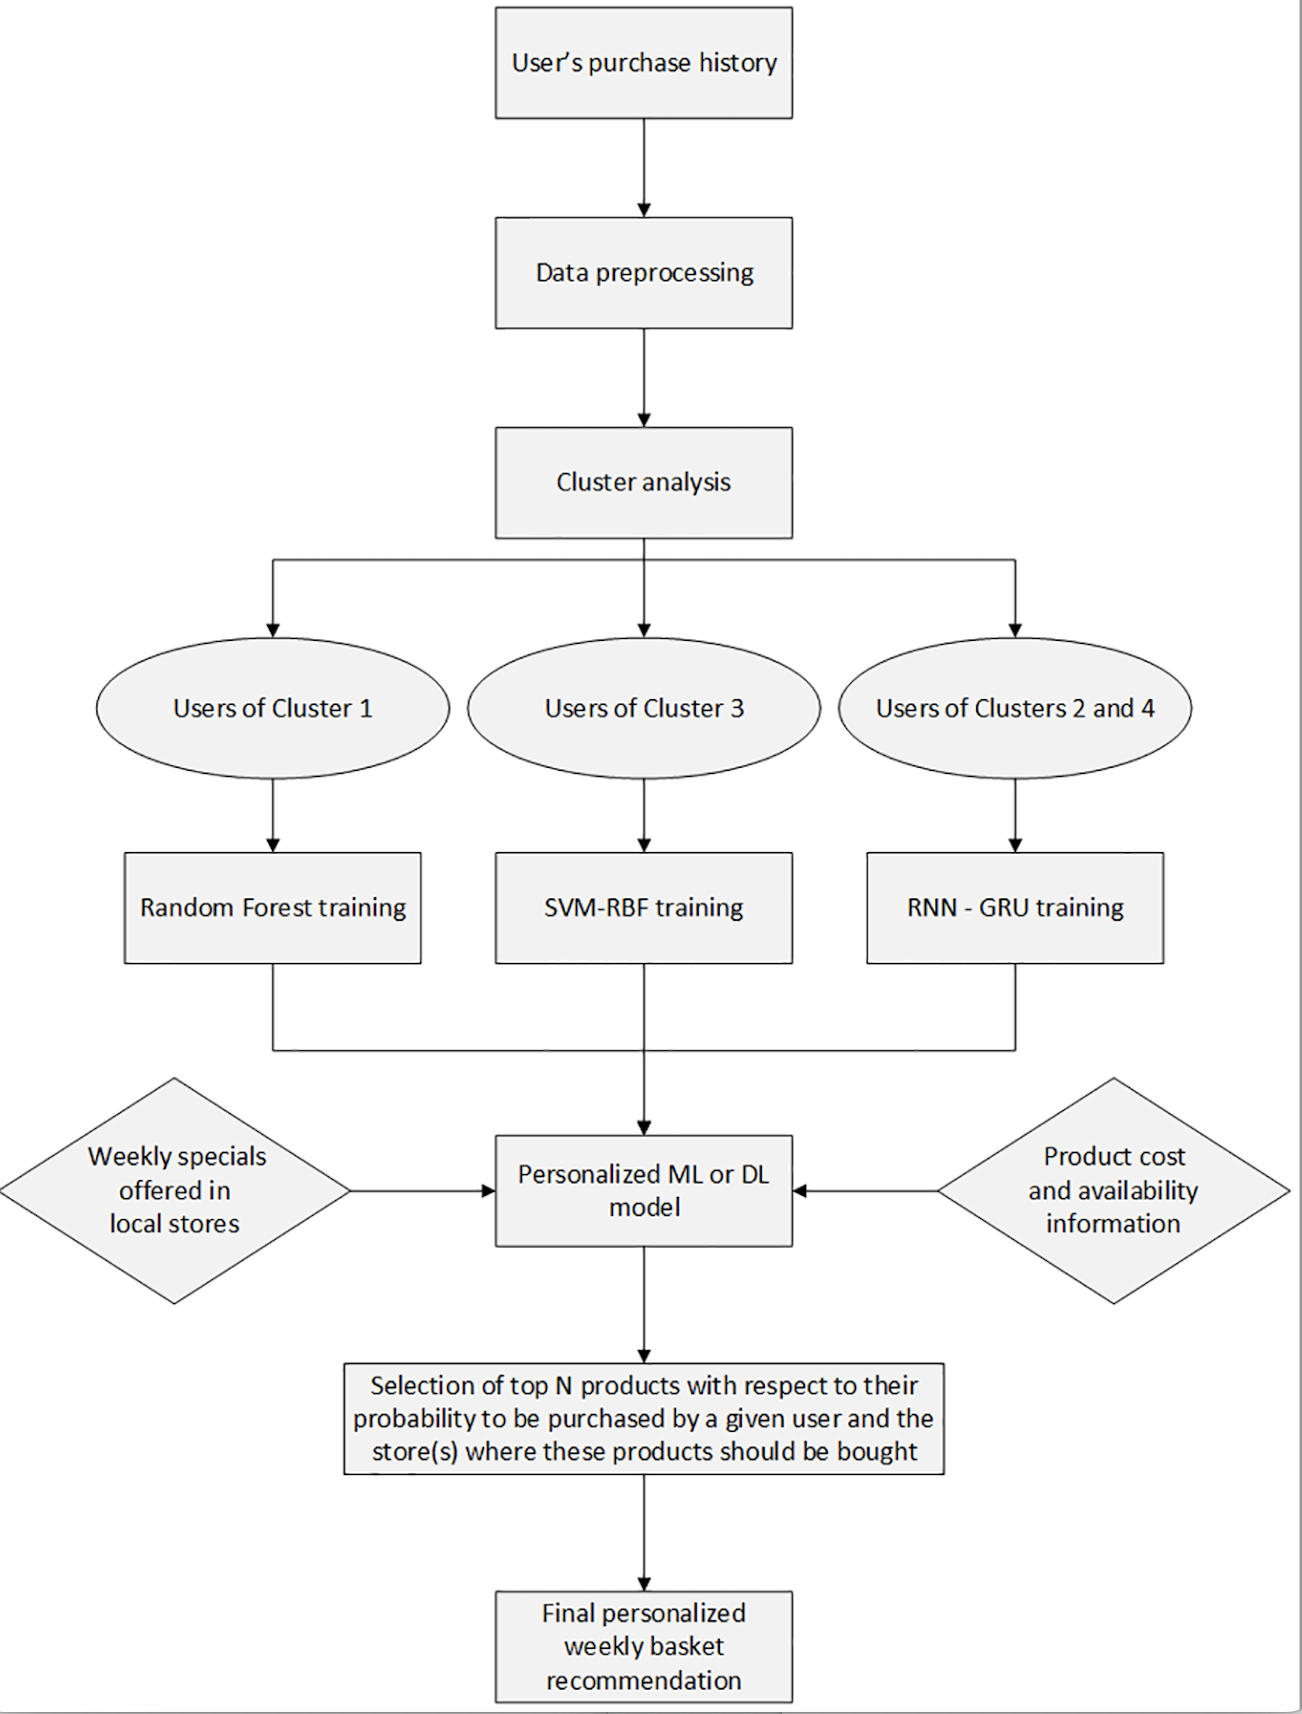 User’s purchase history
Data preprocessing
Cluster analysis
Users of Cluster 1
Users of Cluster 3
Users of Clusters 2 and 4
Random Forest training
SVM-RBF training
RNN - GRU training
Weekly specials
offered in
local stores
Personalized ML or DL
model
Product cost
and availability
information
Selection of top N products with respect to their
probability to be purchased by a given user and the
store(s) where these products should be bought
Final personalized
weekly basket
recommendation